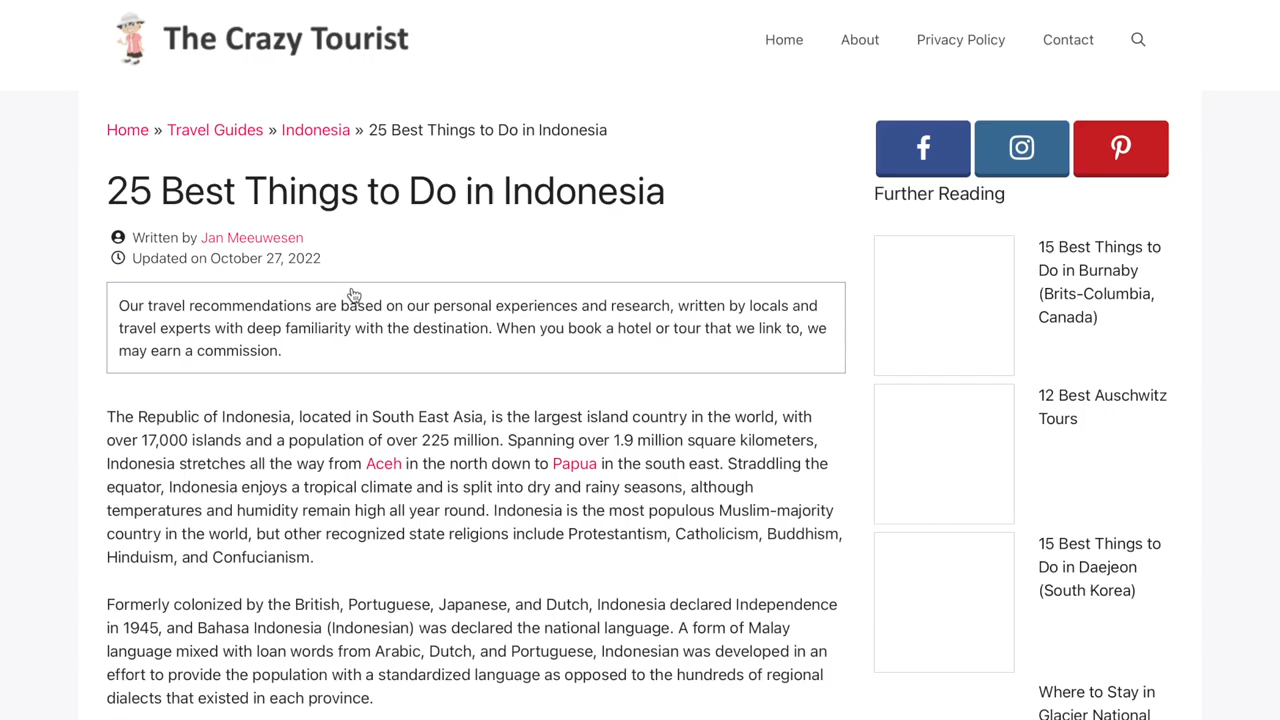 The Crazy Tourist
Home
About
Privacy Policy
Contact
Home » Travel Guides » Indonesia » 25 Best Things to Do in Indonesia
25 Best Things to Do in Indonesia
Written by Jan Meeuwesen
Updated on October 27, 2022
Our travel recommendations are based on our personal experiences and research, written by locals and
travel experts with deep familiarity with the destination. When you book a hotel or tour that we link to, we
may earn a commission.
The Republic of Indonesia, located in South East Asia, is the largest island country in the world, with
over 17,000 islands and a population of over 225 million. Spanning over 1.9 million square kilometers,
Indonesia stretches all the way from Aceh in the north down to Papua in the south east. Straddling the
equator, Indonesia enjoys a tropical climate and is split into dry and rainy seasons, although
temperatures and humidity remain high all year round. Indonesia is the most populous Muslim-majority
country in the world, but other recognized state religions include Protestantism, Catholicism, Buddhism,
Hinduism, and Confucianism.
Formerly colonized by the British, Portuguese, Japanese, and Dutch, Indonesia declared Independence
in 1945, and Bahasa Indonesia (Indonesian) was declared the national language. A form of Malay
language mixed with loan words from Arabic, Dutch, and Portuguese, Indonesian was developed in an
effort to provide the population with a standardized language as opposed to the hundreds of regional
dialects that existed in each province.
Further Reading
15 Best Things to
Do in Burnaby
(Brits-Columbia,
Canada)
12 Best Auschwitz
Tours
15 Best Things to
Do in Daejeon
(South Korea)
Where to Stay in
Glacier National